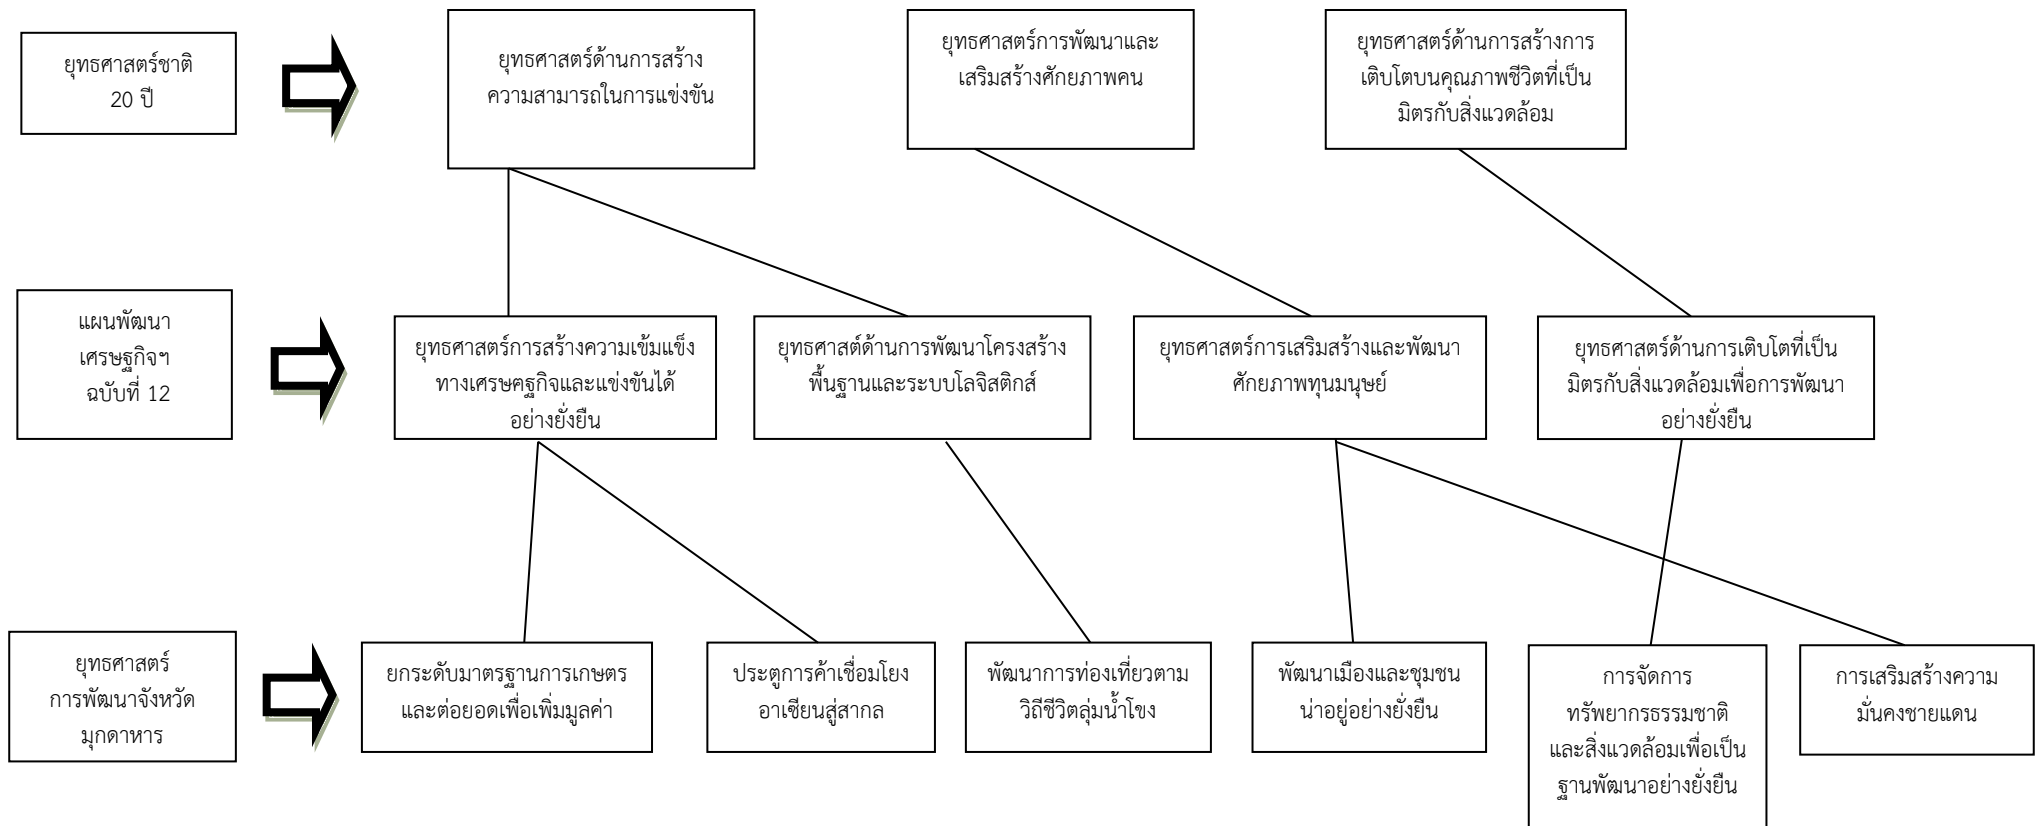 ยุทธศาสตร์ชาติ
20 ปี
ยุทธศาสตร์ด้านการสร้าง
ความสามารถในการแข่งขัน
ยุทธศาสตร์การพัฒนาและ
เสริมสร้างศักยภาพคน
ยุทธศาสตร์ด้านการสร้างการ
เติบโตบนคุณภาพชีวิตที่เป็น
มิตรกับสิ่งแวดล้อม
แผนพัฒนา
เศรษฐกิจฯ
ฉบับที่ 12
ยุทธศาสตร์การสร้างความเข้มแข็ง
ทางเศรษคฐกิจและแข่งขันได้
อย่างยั่งยืน
ยุทธศาสต์ด้านการพัฒนาโครงสร้าง
พื้นฐานและระบบโลจิสติกส์
ยุทธศาสตร์การเสริมสร้างและพัฒนา
ศักยภาพทุนมนุษย์
ยุทธศาสตร์ด้านการเติบโตที่เป็น
มิตรกับสิ่งแวดล้อมเพื่อการพัฒนา
อย่างยั่งยืน
ยุทธศาสตร์
การพัฒนาจังหวัด
มุกดาหาร
ยกระดับมาตรฐานการเกษตร
และต่อยอดเพื่อเพิ่มมูลค่า
ประตูการค้าเชื่อมโยง
อาเซียนสู่สากล
พัฒนาการท่องเที่ยวตาม
วิถีชีวิตลุ่มน้ำโขง
พัฒนาเมืองและชุมชน
น่าอยู่อย่างยั่งยืน
การจัดการ
ทรัพยากรธรรมชาติ
และสิ่งแวดล้อมเพื่อเป็น
ฐานพัฒนาอย่างยั่งยืน
การเสริมสร้างความ
มั่นคงชายแดน